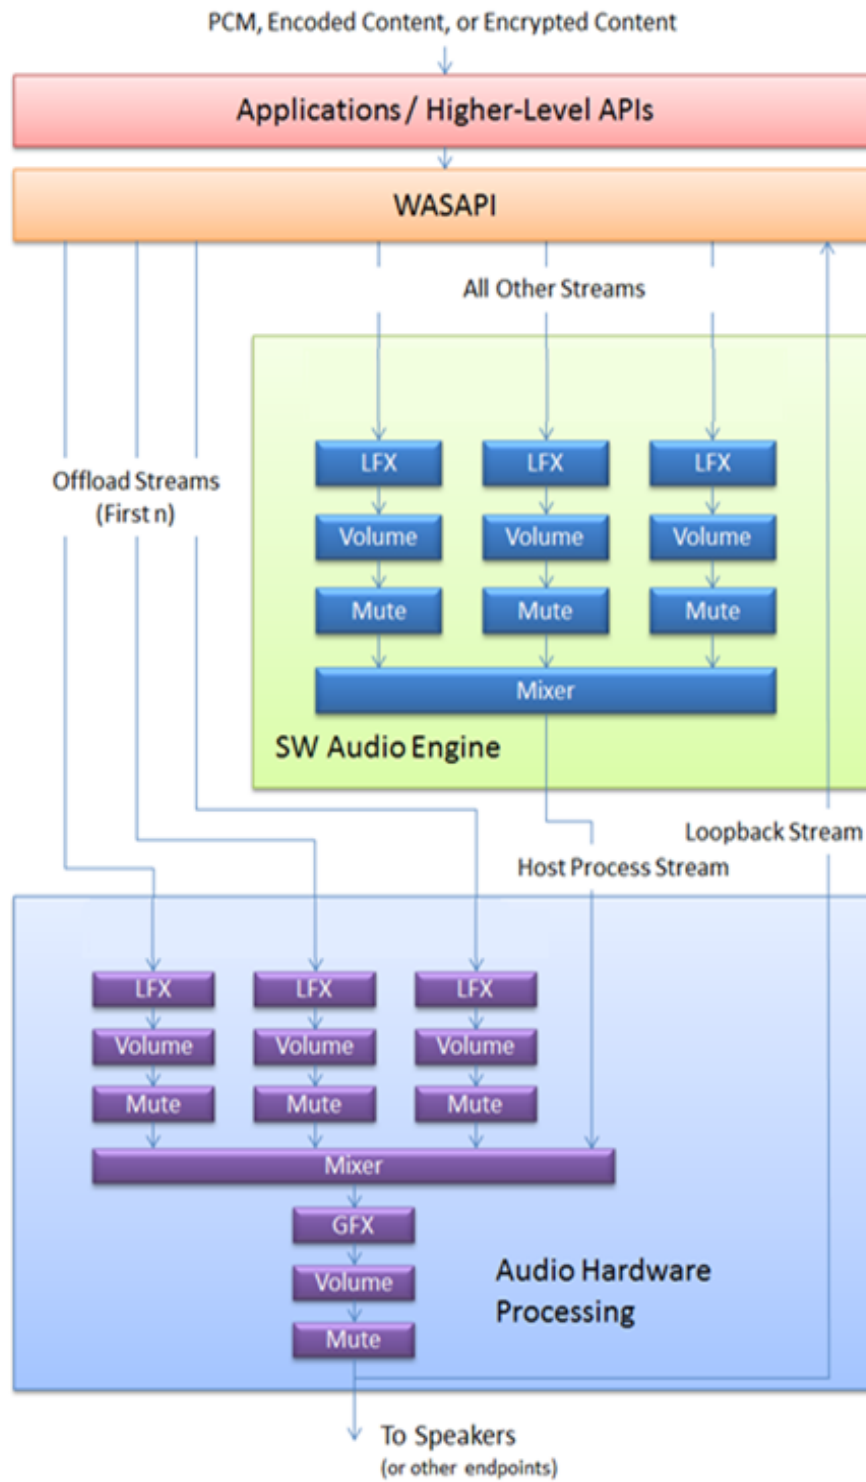 PCM, Encoded Content, or Encrypted Content
Applications / Higher-Level APIs
WASAPI
All Other Streams
LFX LFX LFX
Offload Streams
(First n)
Volume Volume Volume
Mute Mute Mute
Mixer
SW Audio Engine
Loopback Stream
Host Process Stream
LFX LFX LFX
Volume Volume Volume
Mute Mute Mute
Mixer
GFX
Volume
Mute
Audio Hardware
Processing
To Speakers
(or other endpoints)